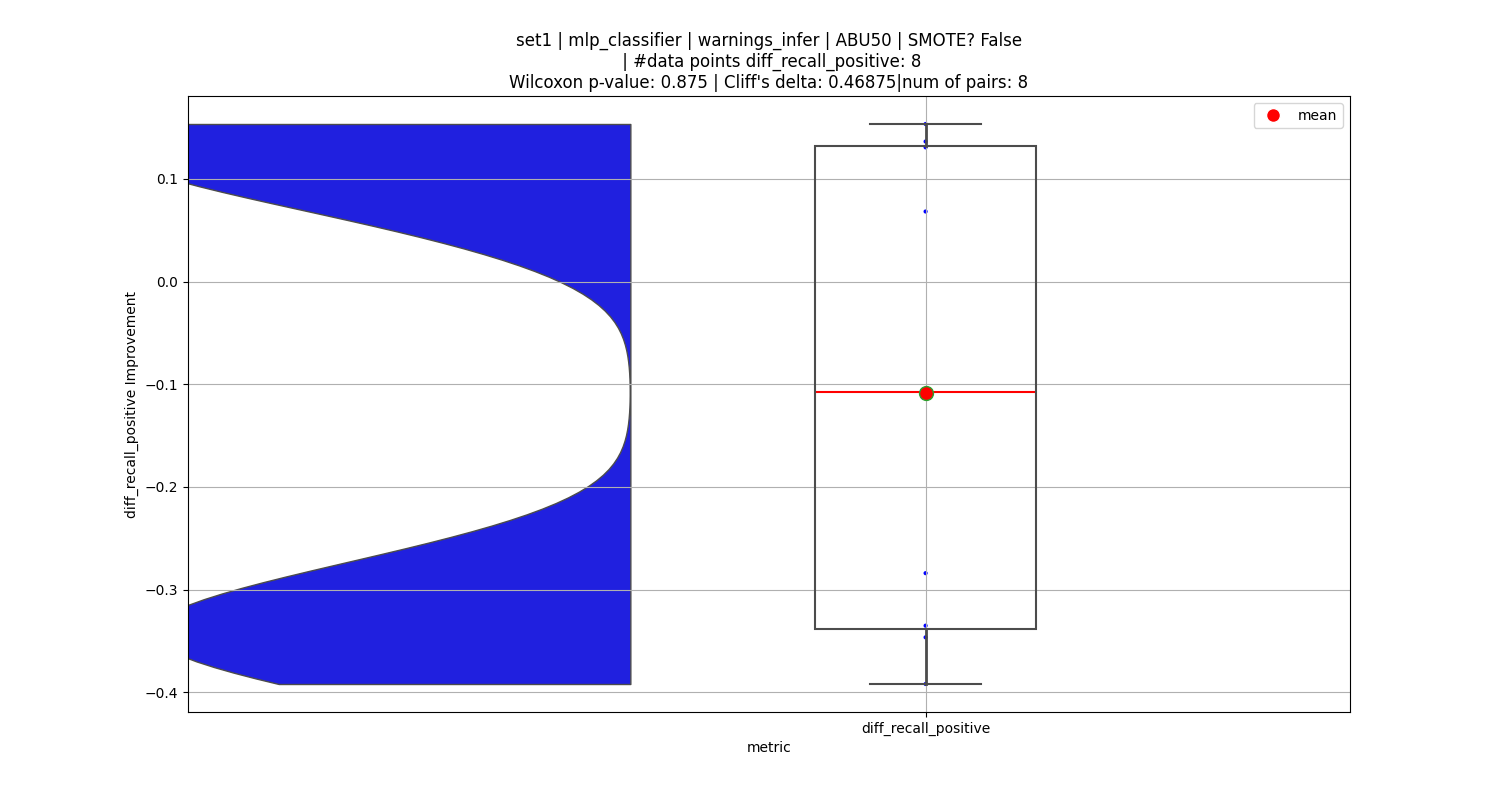 set1 | mlp_classifier | warnings_infer | ABU50 | SMOTE? False
| #data points diff_recall_positive: 8
Wilcoxon p-value: 0.875 | Cliff's delta: 0.46875|num of pairs: 8
mean
0.1
0.0
−0.1
−0.2
−0.3
−0.4
diff_recall_positive Improvement
diff_recall_positive
metric